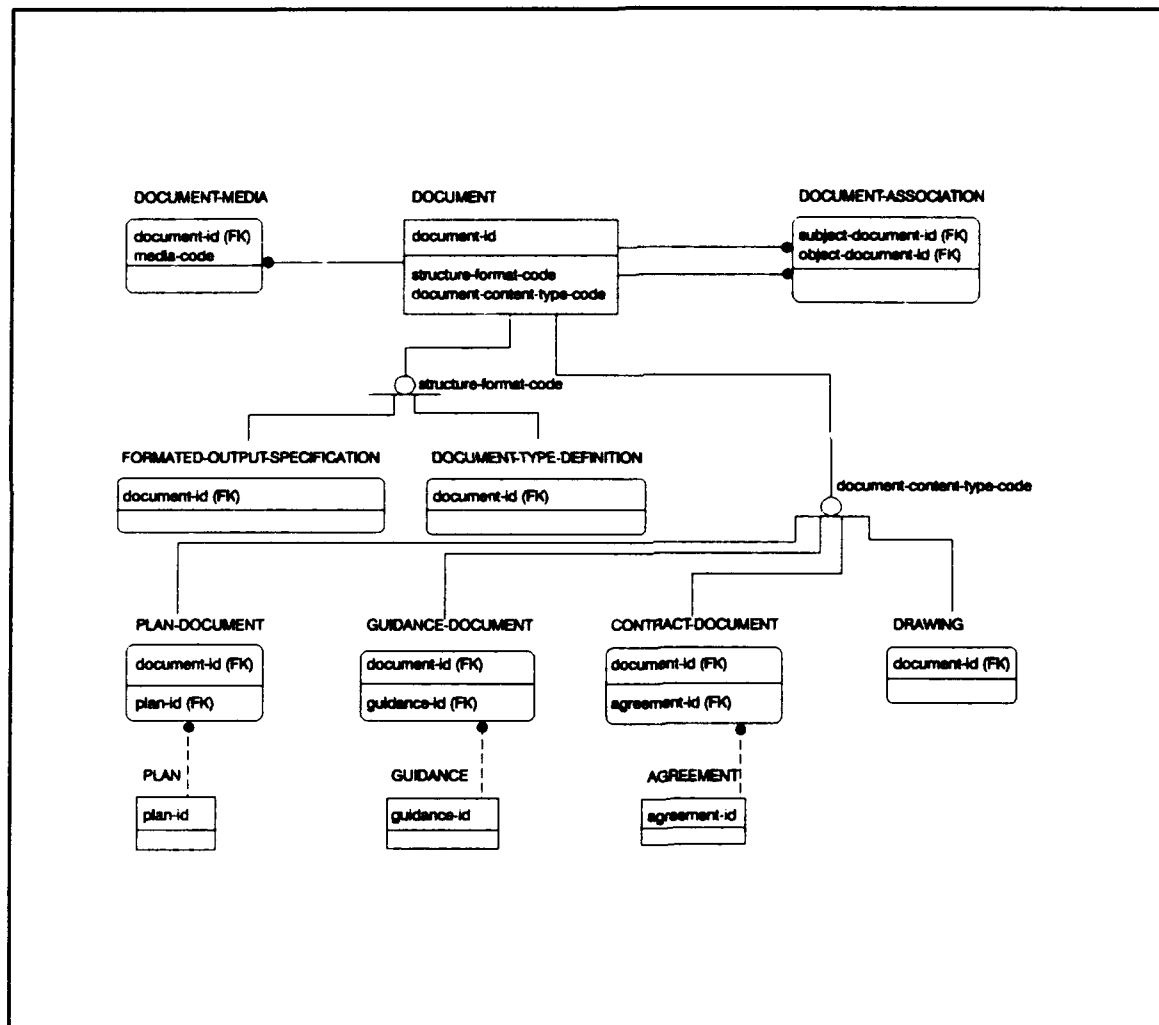 DOCUMENT-MEDIA
document-id (FK)
media-code
DOCUMENT
document-id
structure-format-code
document-content-type-code
DOCUMENT-ASSOCIATION
subject-document-id (FK)
object-document-id (FK)
structure-format-code
FORMATED-OUTPUT-SPECIFICATION
document-id (FK)
DOCUMENT-TYPE-DEFINITION
document-id (FK)
document-content-type-code
PLAN-DOCUMENT
document-id (FK)
plan-id (FK)
GUIDANCE-DOCUMENT
document-id (FK)
guidance-id (FK)
CONTRACT-DOCUMENT
document-id (FK)
agreement-id (FK)
DRAWING
document-id (FK)
PLAN
plan-id
GUIDANCE
guidance-id
AGREEMENT
agreement-id